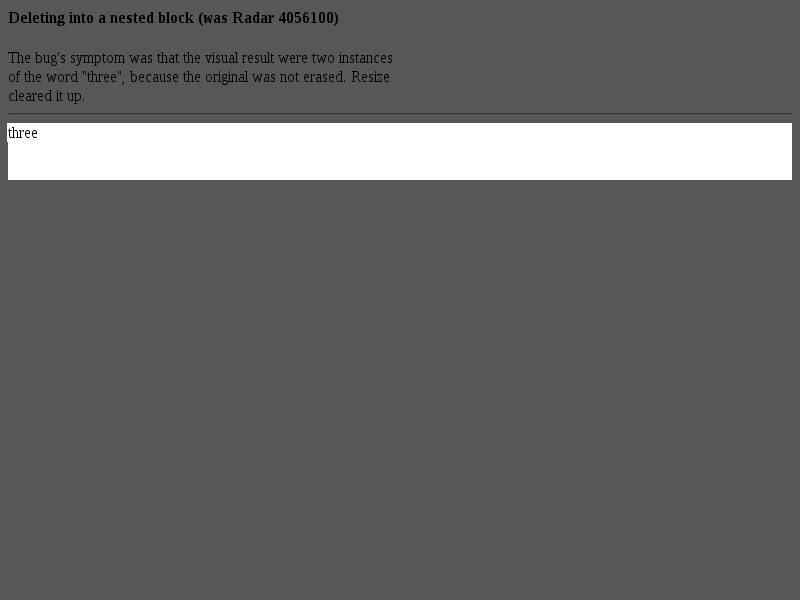 Deleting into a nested block (was Radar 4056100)
The bug's symptom was that the visual result were two instances
of the word "three", because the original was not erased. Resize
cleared it up.
three